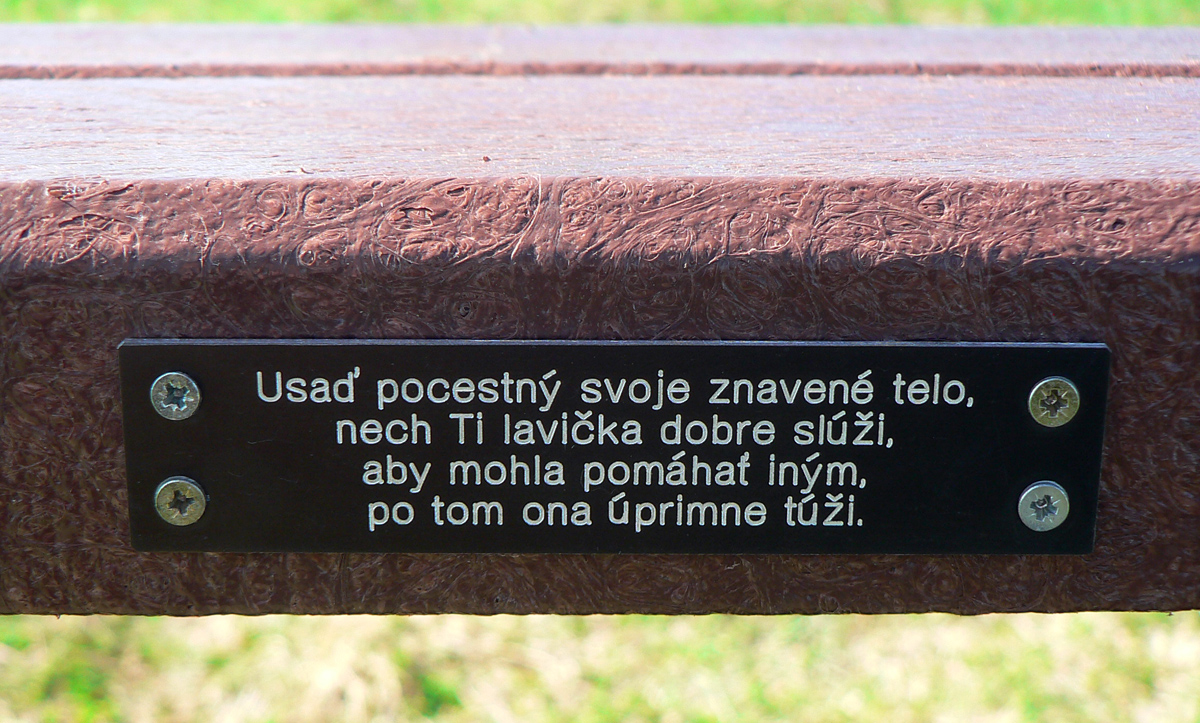 Usaď pocestný svoje znavené telo,
nech Ti lavička dobre slúži,
aby mohla pomáhať iným,
po tom ona úprimne túži.